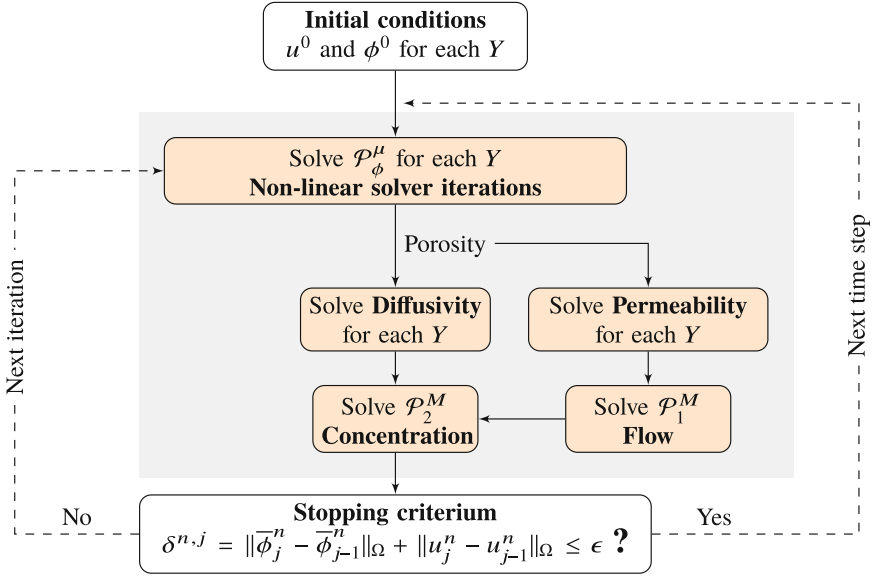 Initial conditions
u^0 and ϕ^0 for each Y
Solve 𝒫_ϕ^μ for each Y
Non-linear solver iterations
Porosity
Solve Diffusivity
for each Y
Solve Permeability
for each Y
Solve 𝒫_2^M
Concentration
Solve 𝒫_1^M
Flow
Next iteration
Next time step
No
Yes
Stopping criterium
δ^{n,j} = ‖\overline{ϕ}_j^n − \overline{ϕ}_{j−1}^n‖_Ω + ‖u_j^n − u_{j−1}^n‖_Ω ≤ ϵ ?